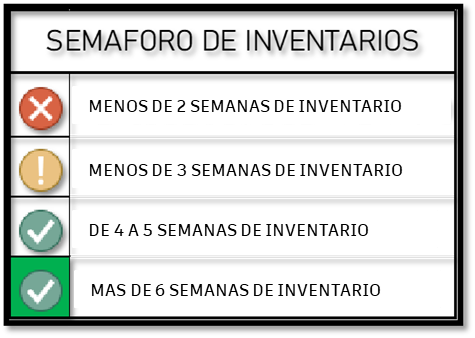 SEMAFORO DE INVENTARIOS
MENOS DE 2 SEMANAS DE INVENTARIO
MENOS DE 3 SEMANAS DE INVENTARIO
DE 4 A 5 SEMANAS DE INVENTARIO
MAS DE 6 SEMANAS DE INVENTARIO